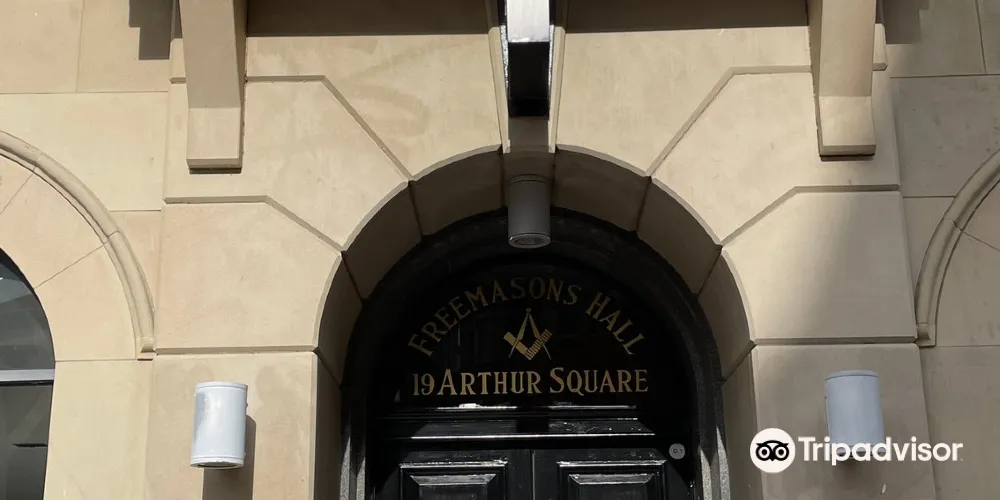 FREEMASONS HALL
19 ARTHUR SQUARE
Tripadvisor